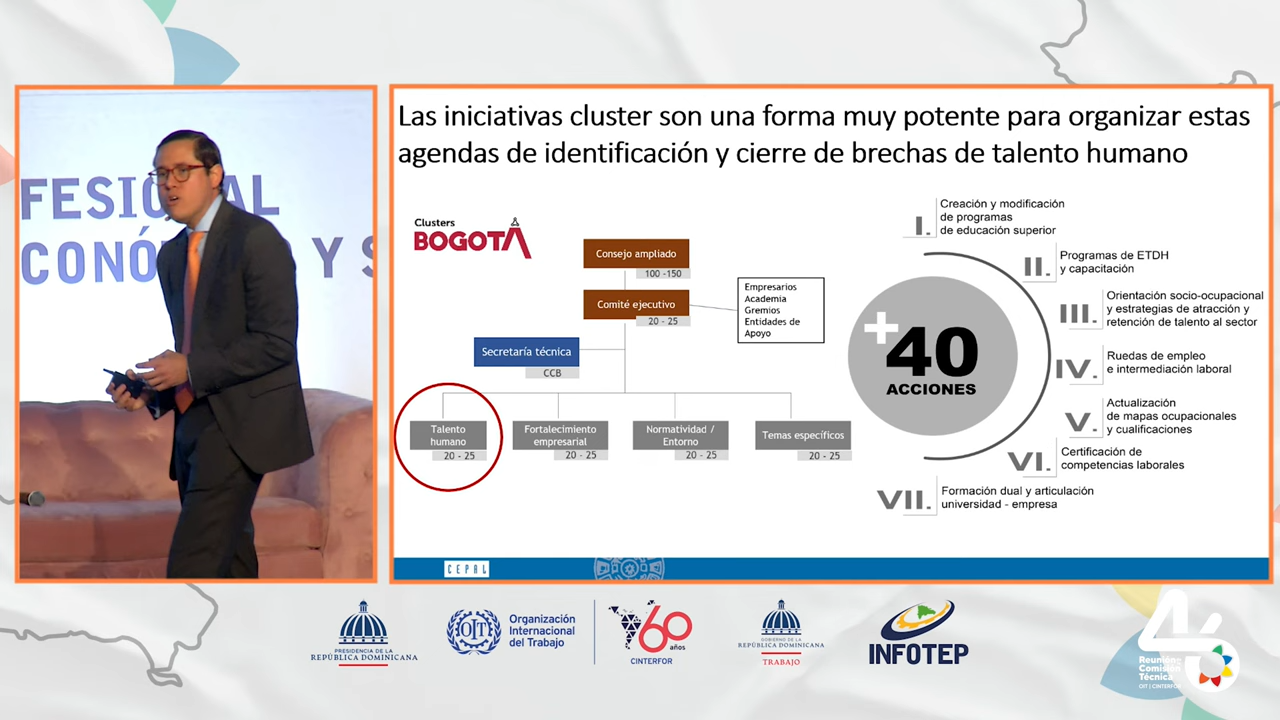 FESIONAL
CONÓ
Y S
Las iniciativas cluster son una forma muy potente para organizar estas
agendas de identificación y cierre de brechas de talento humano
Clusters
BOGOTÁ
Consejo ampliado
100 -150
Comité ejecutivo
20 - 25
Empresarios
Academia
Gremios
Entidades de
Apoyo
Secretaría técnica
CCB
Talento
humano
20 - 25
Fortalecimiento
empresarial
20 - 25
Normatividad /
Entorno
20 - 25
Temas específicos
20 - 25
+40
ACCIONES
I. Creación y modificación
de programas
de educación superior
II. Programas de ETDH
y capacitación
III. Orientación socio-ocupacional
y estrategias de atracción y
retención de talento al sector
IV. Ruedas de empleo
e intermediación laboral
V. Actualización
de mapas ocupacionales
y cualificaciones
VI. Certificación de
competencias laborales
VII. Formación dual y articulación
universidad - empresa
CEPAL
PRESIDENCIA DE LA
REPÚBLICA DOMINICANA
OIT
Organización
Internacional
del Trabajo
60
años
CINTERFOR
GOBIERNO DE LA
REPÚBLICA DOMINICANA
TRABAJO
INFOTEP
46
Reunión
Comisión
Técnica
OIT | CINTERFOR